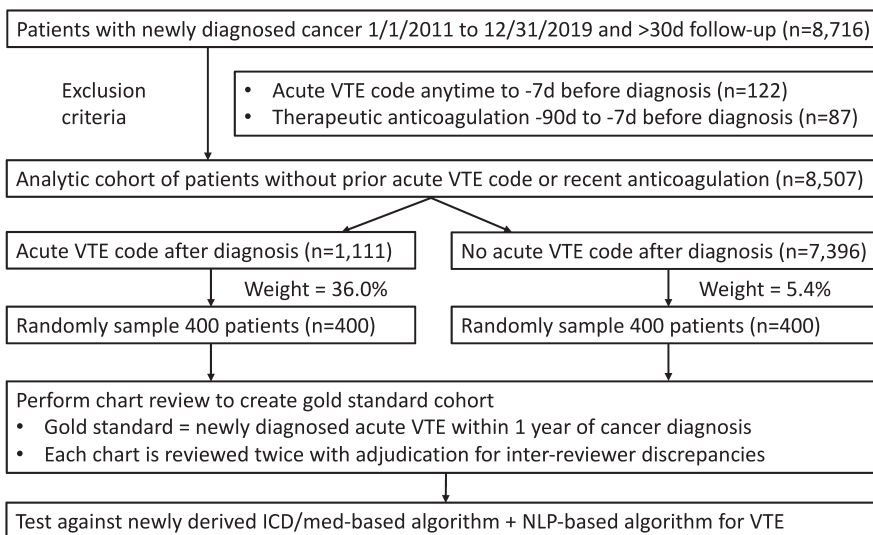 Patients with newly diagnosed cancer 1/1/2011 to 12/31/2019 and >30d follow-up (n=8,716)
Exclusion
criteria
• Acute VTE code anytime to -7d before diagnosis (n=122)
• Therapeutic anticoagulation -90d to -7d before diagnosis (n=87)
Analytic cohort of patients without prior acute VTE code or recent anticoagulation (n=8,507)
Acute VTE code after diagnosis (n=1,111)
No acute VTE code after diagnosis (n=7,396)
Weight = 36.0%
Weight = 5.4%
Randomly sample 400 patients (n=400)
Randomly sample 400 patients (n=400)
Perform chart review to create gold standard cohort
• Gold standard = newly diagnosed acute VTE within 1 year of cancer diagnosis
• Each chart is reviewed twice with adjudication for inter-reviewer discrepancies
Test against newly derived ICD/med-based algorithm + NLP-based algorithm for VTE